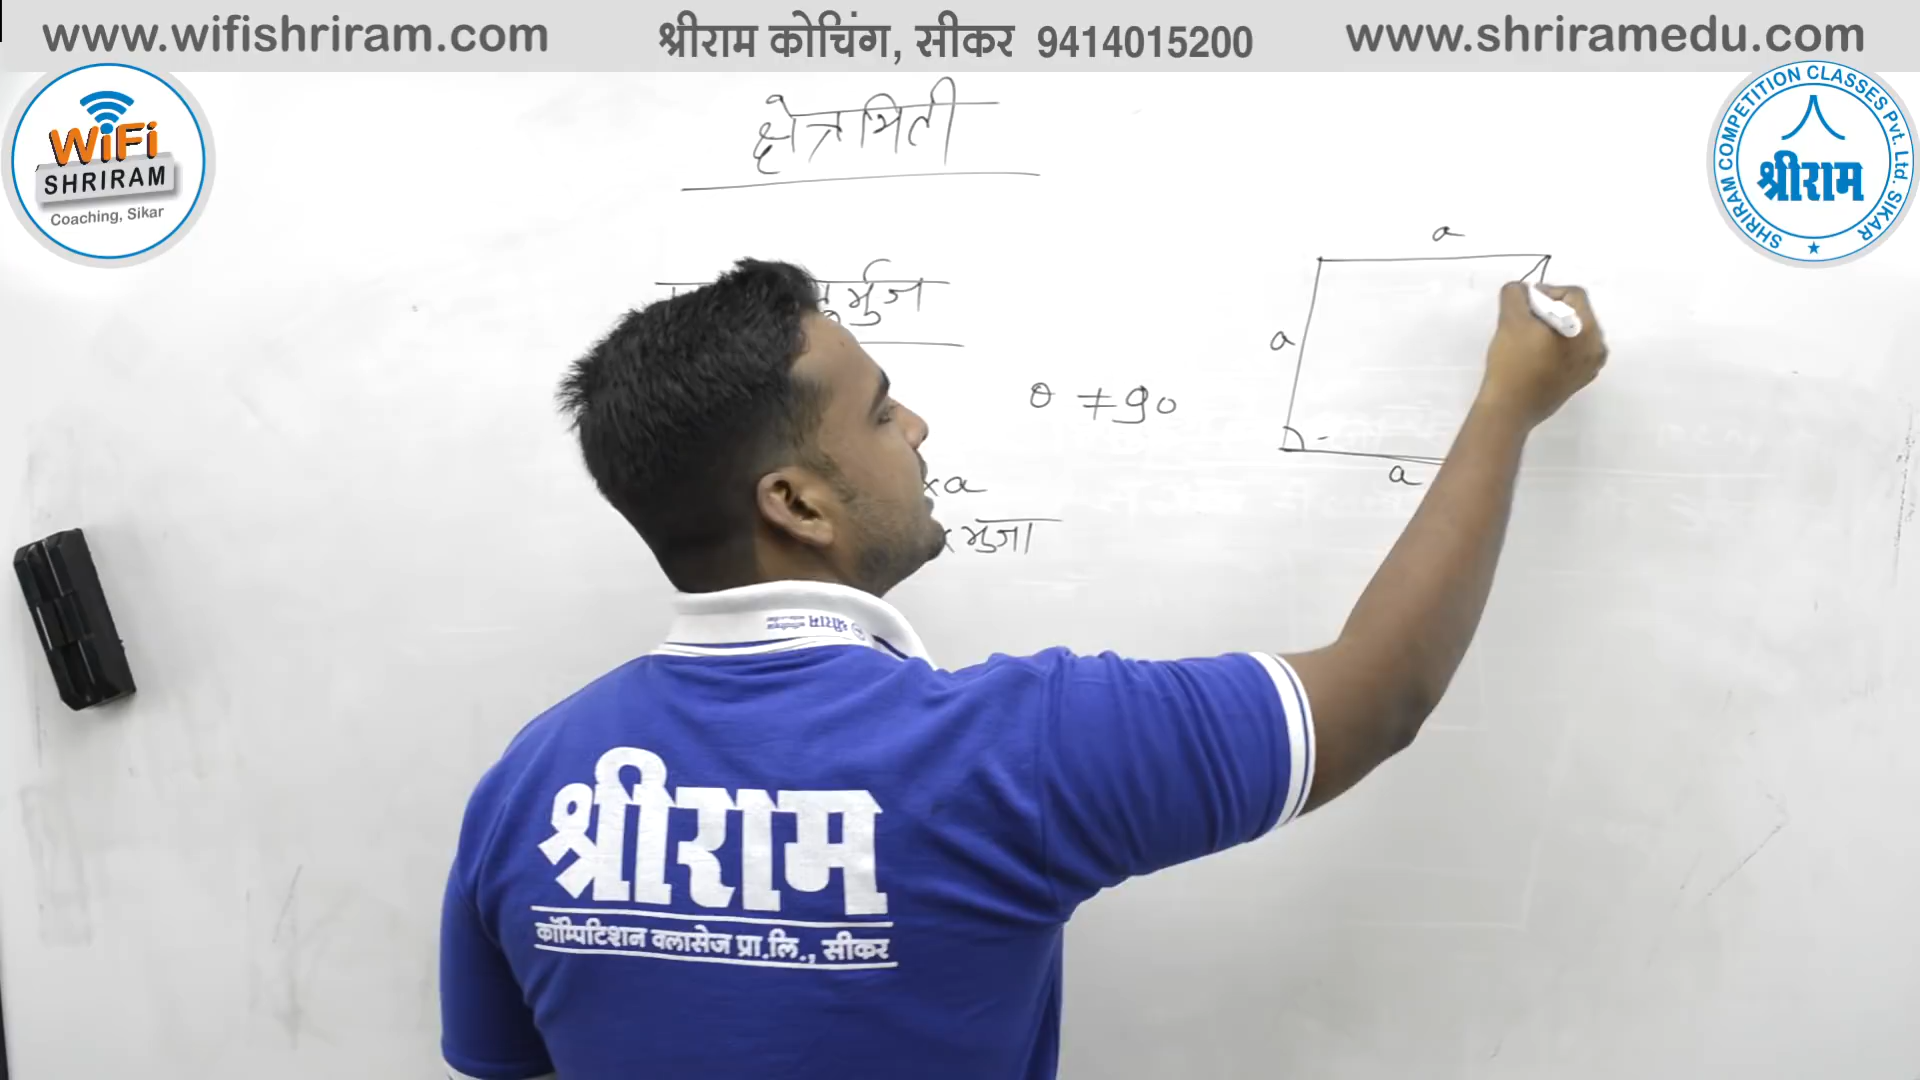 www.wifishriram.com
श्रीराम कोचिंग, सीकर 9414015200
www.shriramedu.com
WiFi
SHRIRAM
Coaching, Sikar
SHRIRAM COMPETITION CLASSES Pvt. Ltd. SIKAR
श्रीराम
क्षेत्रमिती
र्भुज
a
a
θ ≠ 90
a
×a
× भुजा
श्रीराम
श्रीराम
कॉम्पिटिशन क्लासेज प्रा.लि., सीकर